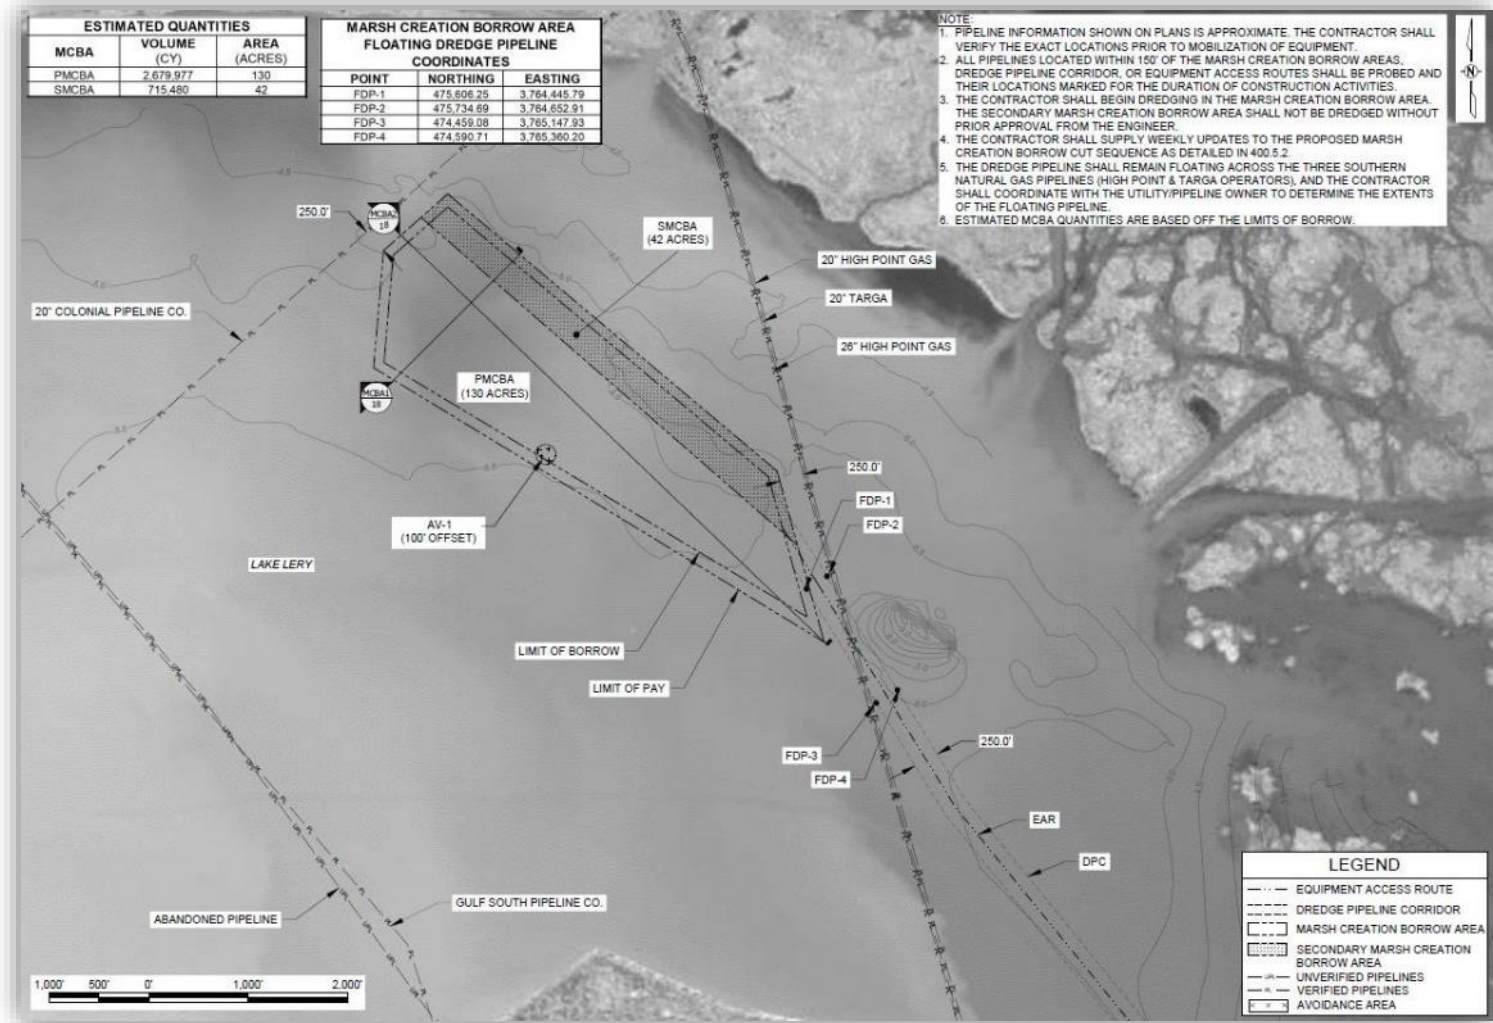 ESTIMATED QUANTITIES
MCBA VOLUME (CY) AREA (ACRES)
PMCBA 2,679,977 130
SMCBA 715,480 42
MARSH CREATION BORROW AREA
FLOATING DREDGE PIPELINE
COORDINATES
POINT NORTHING EASTING
FDP-1 475,606.25 3,764,445.79
FDP-2 475,734.69 3,764,652.91
FDP-3 474,459.08 3,765,147.93
FDP-4 474,590.71 3,765,360.20
NOTE:
1. PIPELINE INFORMATION SHOWN ON PLANS IS APPROXIMATE. THE CONTRACTOR SHALL
VERIFY THE EXACT LOCATIONS PRIOR TO MOBILIZATION OF EQUIPMENT.
2. ALL PIPELINES LOCATED WITHIN 150' OF THE MARSH CREATION BORROW AREAS,
DREDGE PIPELINE CORRIDOR, OR EQUIPMENT ACCESS ROUTES SHALL BE PROBED AND
THEIR LOCATIONS MARKED FOR THE DURATION OF CONSTRUCTION ACTIVITIES.
3. THE CONTRACTOR SHALL BEGIN DREDGING IN THE MARSH CREATION BORROW AREA.
THE SECONDARY MARSH CREATION BORROW AREA SHALL NOT BE DREDGED WITHOUT
PRIOR APPROVAL FROM THE ENGINEER.
4. THE CONTRACTOR SHALL SUPPLY WEEKLY UPDATES TO THE PROPOSED MARSH
CREATION BORROW CUT SEQUENCE AS DETAILED IN 400.5.2.
5. THE DREDGE PIPELINE SHALL REMAIN FLOATING ACROSS THE THREE SOUTHERN
NATURAL GAS PIPELINES (HIGH POINT & TARGA OPERATORS), AND THE CONTRACTOR
SHALL COORDINATE WITH THE UTILITY/PIPELINE OWNER TO DETERMINE THE EXTENTS
OF THE FLOATING PIPELINE.
6. ESTIMATED MCBA QUANTITIES ARE BASED OFF THE LIMITS OF BORROW.
N
250.0'
MCBA2
18
SMCBA
(42 ACRES)
20" HIGH POINT GAS
20" TARGA
26" HIGH POINT GAS
20" COLONIAL PIPELINE CO.
PMCBA
(130 ACRES)
MCBA1
18
250.0'
FDP-1
FDP-2
AV-1
(100' OFFSET)
LAKE LERY
LIMIT OF BORROW
LIMIT OF PAY
FDP-3
FDP-4
250.0'
EAR
DPC
GULF SOUTH PIPELINE CO.
ABANDONED PIPELINE
1,000' 500' 0' 1,000' 2,000'
LEGEND
EQUIPMENT ACCESS ROUTE
DREDGE PIPELINE CORRIDOR
MARSH CREATION BORROW AREA
SECONDARY MARSH CREATION
BORROW AREA
UNVERIFIED PIPELINES
VERIFIED PIPELINES
AVOIDANCE AREA